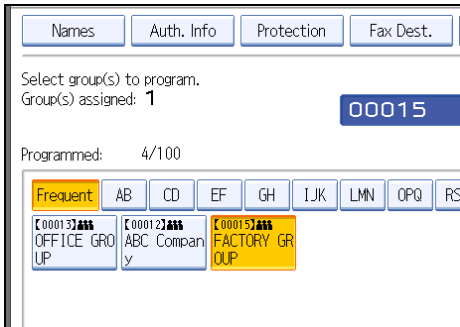 Names Auth. Info Protection Fax Dest.
Select group(s) to program.
Group(s) assigned: 1
00015
Programmed: 4/100
Frequent AB CD EF GH IJK LMN OPQ RS
【00013】 【00012】 【00015】
OFFICE GRO ABC Compan FACTORY GR
UP y OUP